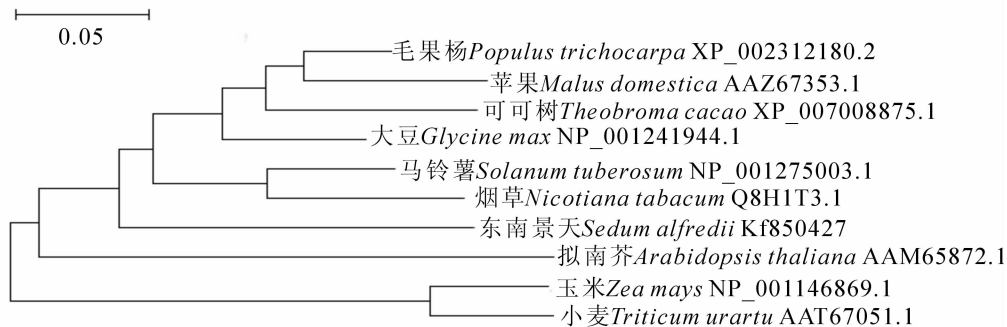 0.05
毛果杨Populus trichocarpa XP_002312180.2
苹果Malus domestica AAZ67353.1
可可树Theobroma cacao XP_007008875.1
大豆Glycine max NP_001241944.1
马铃薯Solanum tuberosum NP_001275003.1
烟草Nicotiana tabacum Q8H1T3.1
东南景天Sedum alfredii Kf850427
拟南芥Arabidopsis thaliana AAM65872.1
玉米Zea mays NP_001146869.1
小麦Triticum urartu AAT67051.1